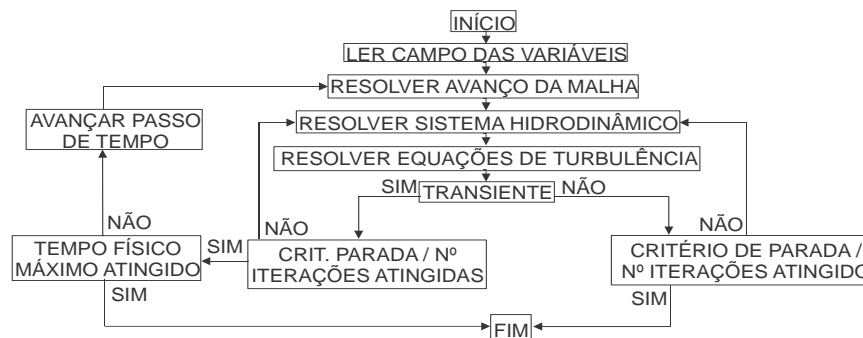 INÍCIO
LER CAMPO DAS VARIÁVEIS
RESOLVER AVANÇO DA MALHA
AVANÇAR PASSO
DE TEMPO
RESOLVER SISTEMA HIDRODINÂMICO
RESOLVER EQUAÇÕES DE TURBULÊNCIA
SIM
TRANSIENTE
NÃO
NÃO
TEMPO FÍSICO
MÁXIMO ATINGIDO
SIM
SIM
NÃO
CRIT. PARADA / Nº
ITERAÇÕES ATINGIDAS
NÃO
CRITÉRIO DE PARADA /
Nº ITERAÇÕES ATINGIDO
SIM
FIM